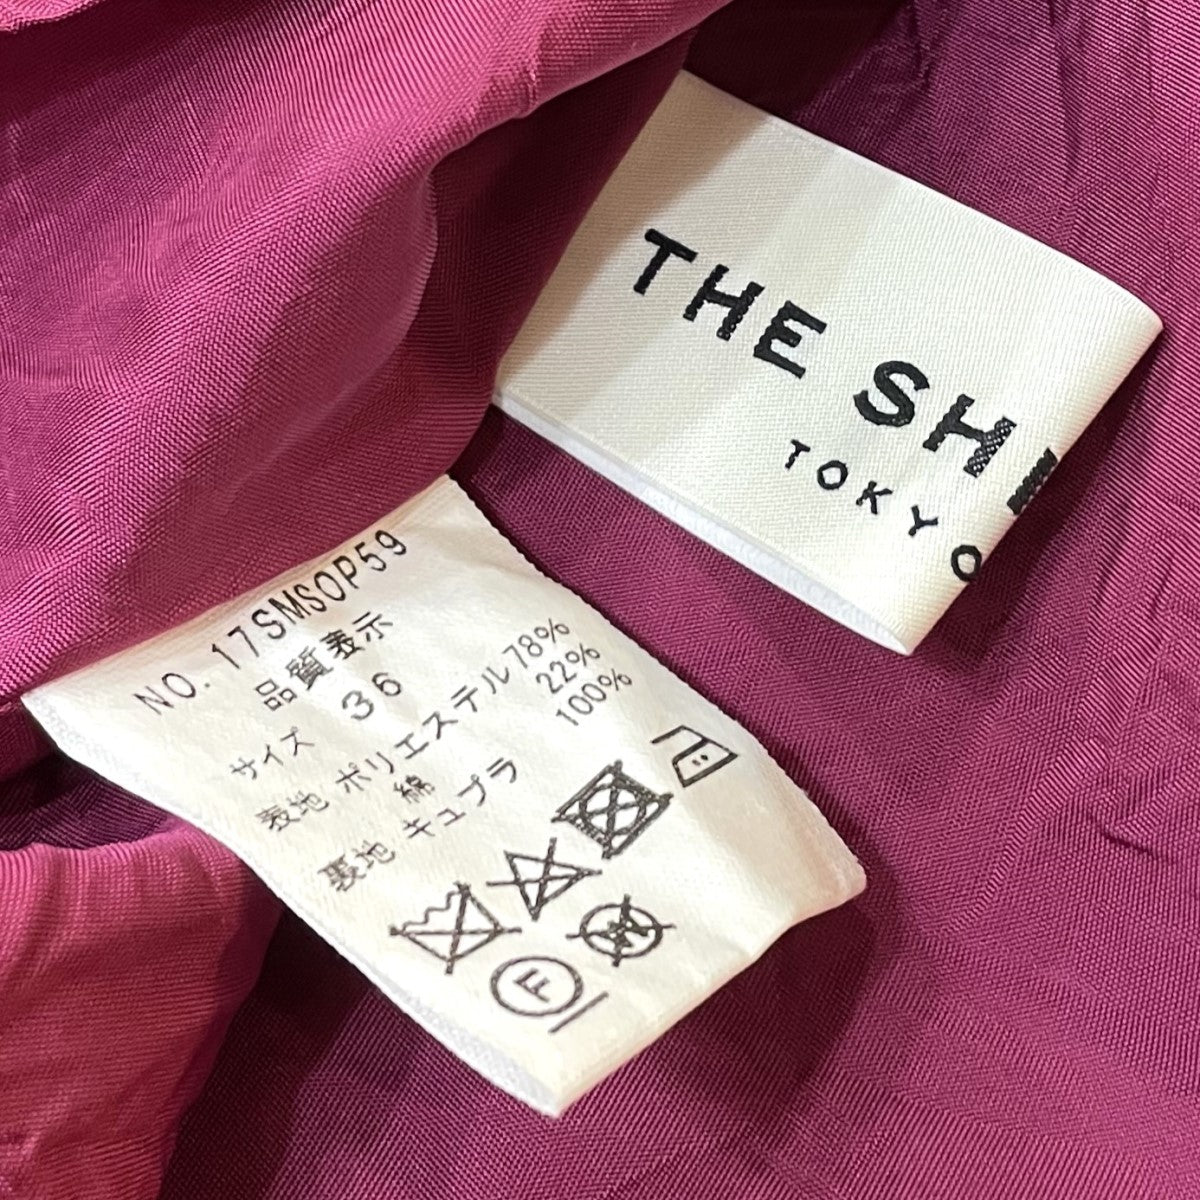 THE SH
TOKYO
NO. 17SMSOP59
品質表示
サイズ 36
表地 ポリエステル 78%
綿 22%
裏地 キュプラ 100%
F
W